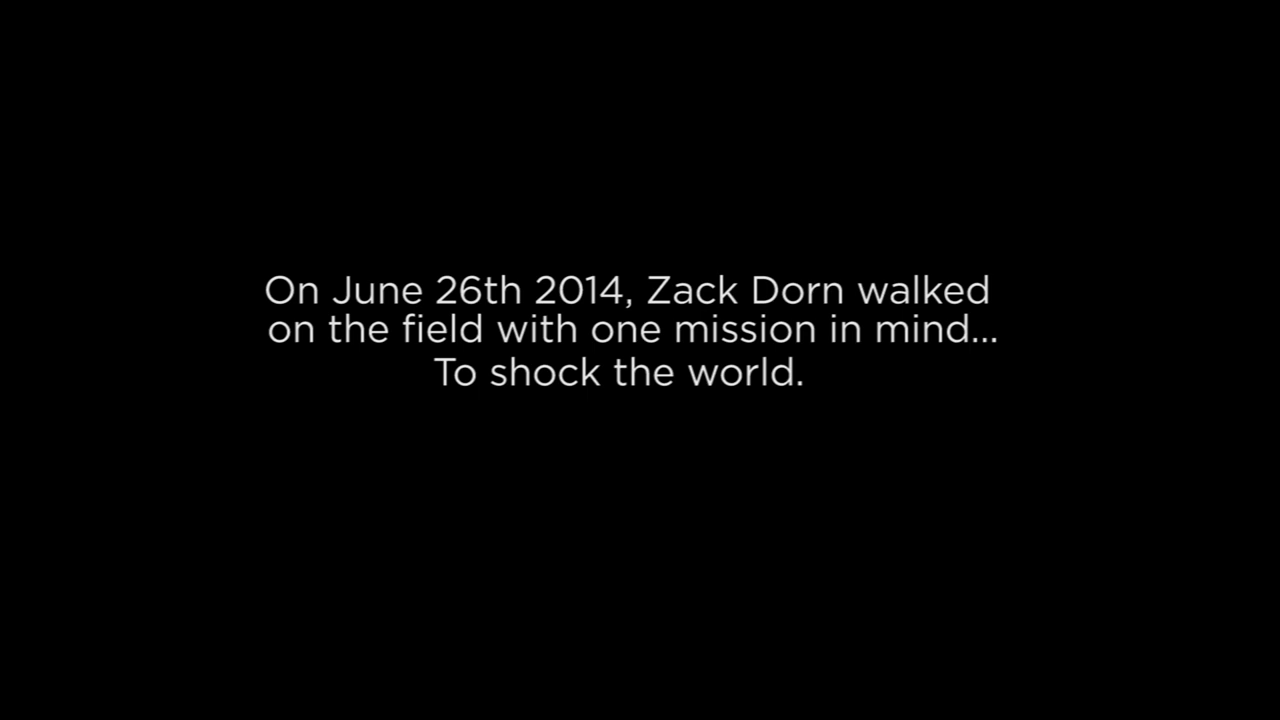 On June 26th 2014, Zack Dorn walked
on the field with one mission in mind...
To shock the world.